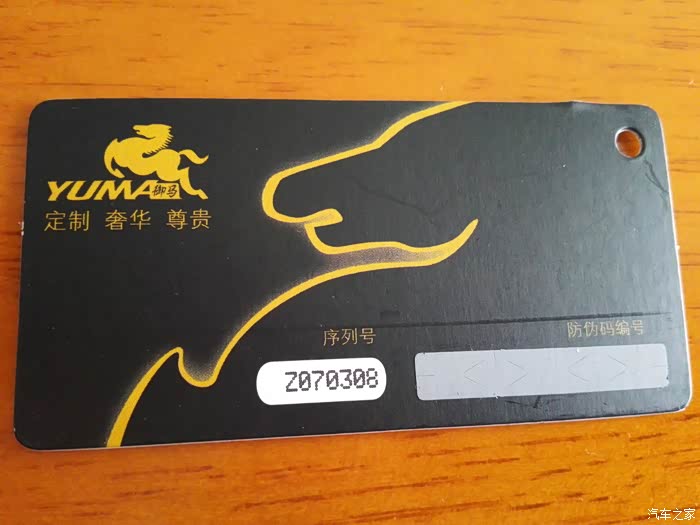 YUMA御马
定制 奢华 尊贵
序列号
防伪码编号
Z070308
汽车之家